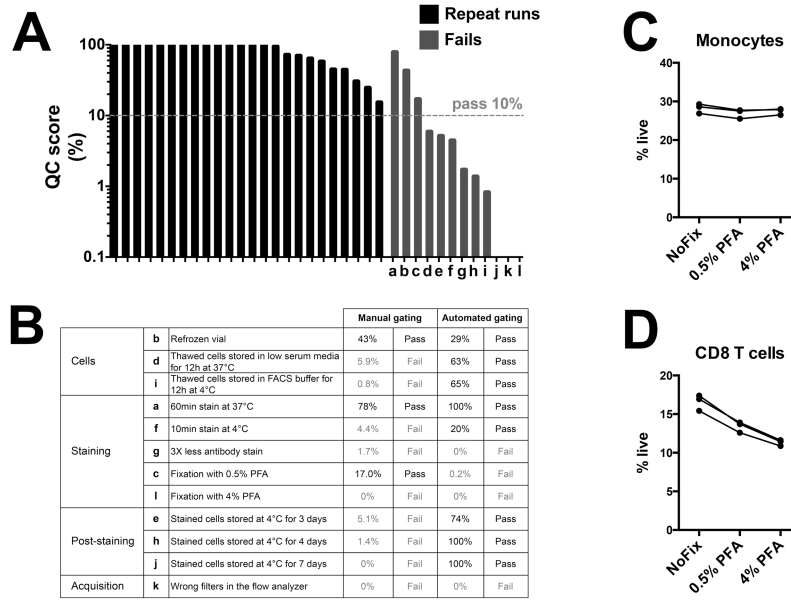 A
Repeat runs
Fails
100
10
1
0.1
QC score
(%)
pass 10%
a b c d e f g h i j k l
B
Manual gating Automated gating
Cells
b Refrozen vial 43% Pass 29% Pass
d Thawed cells stored in low serum media
for 12h at 37°C 5.9% Fail 63% Pass
i Thawed cells stored in FACS buffer for
12h at 4°C 0.8% Fail 65% Pass
Staining
a 60min stain at 37°C 78% Pass 100% Pass
f 10min stain at 4°C 4.4% Fail 20% Pass
g 3X less antibody stain 1.7% Fail 0% Fail
c Fixation with 0.5% PFA 17.0% Pass 0.2% Fail
l Fixation with 4% PFA 0% Fail 0% Fail
Post-staining
e Stained cells stored at 4°C for 3 days 5.1% Fail 74% Pass
h Stained cells stored at 4°C for 4 days 1.4% Fail 100% Pass
j Stained cells stored at 4°C for 7 days 0% Fail 100% Pass
Acquisition
k Wrong filters in the flow analyzer 0% Fail 0% Fail
C
Monocytes
40
30
20
10
0
% live
NoFix
0.5% PFA
4% PFA
D
CD8 T cells
20
15
10
5
0
% live
NoFix
0.5% PFA
4% PFA